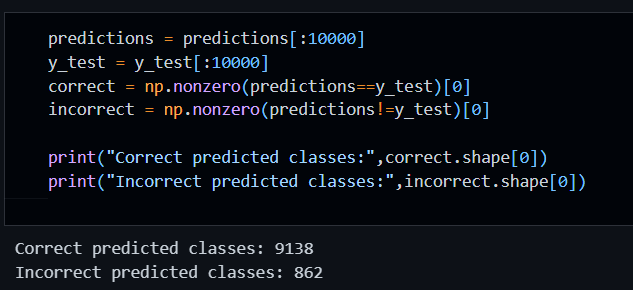 predictions = predictions[:10000]
y_test = y_test[:10000]
correct = np.nonzero(predictions==y_test)[0]
incorrect = np.nonzero(predictions!=y_test)[0]
print("Correct predicted classes:",correct.shape[0])
print("Incorrect predicted classes:",incorrect.shape[0])
Correct predicted classes: 9138
Incorrect predicted classes: 862